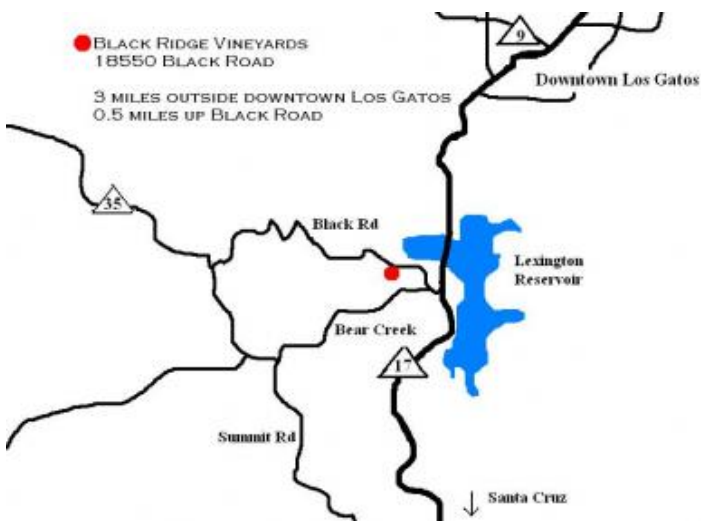 BLACK RIDGE VINEYARDS
18550 BLACK ROAD
3 MILES OUTSIDE DOWNTOWN LOS GATOS
0.5 MILES UP BLACK ROAD
9
Downtown Los Gatos
35
Black Rd
Lexington
Reservoir
Bear Creek
17
Summit Rd
Santa Cruz